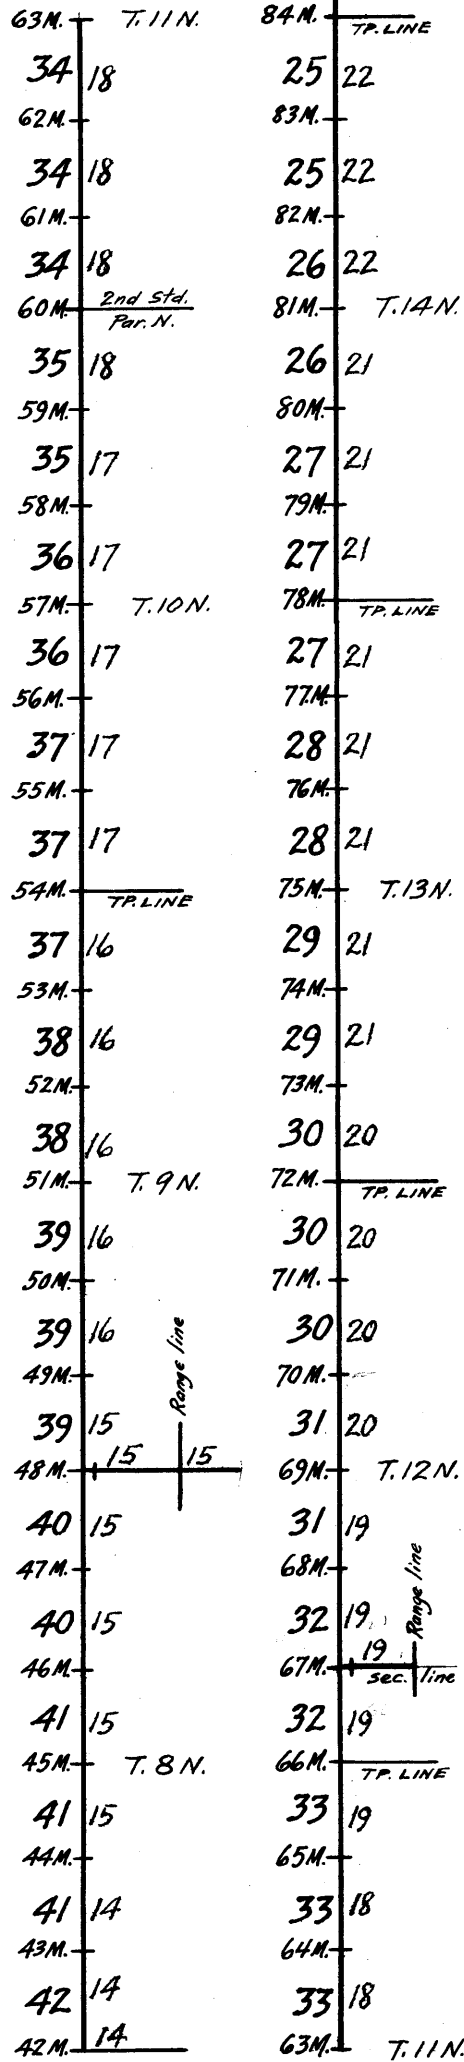 63M. T.11N.
34 18
62M.
34 18
61M.
34 18
60M. 2nd Std.
Par. N.
35 18
59M.
35 17
58M.
36 17
57M. T.10N.
36 17
56M.
37 17
55M.
37 17
54M.
TP. LINE
37 16
53M.
38 16
52M.
38 16
51M. T. 9N.
39 16
50M.
39 16
49M.
Range line
39 15
15 15
48M.
40 15
47M.
40 15
46M.
41 15
45M. T. 8N.
41 15
44M.
41 14
43M.
42 14
42M. 14
84M.
TP. LINE
25 22
83M.
25 22
82M.
26 22
81M. T.14N.
26 21
80M.
27 21
79M.
27 21
78M.
TP. LINE
27 21
77M.
28 21
76M.
28 21
75M. T.13N.
29 21
74M.
29 21
73M.
30 20
72M.
TP. LINE
30 20
71M.
30 20
70M.
31 20
69M. T.12N.
31 19
68M.
Range line
32 19
19
67M.
sec. line
32 19
66M.
TP. LINE
33 19
65M.
33 18
64M.
33 18
63M. T.11N.